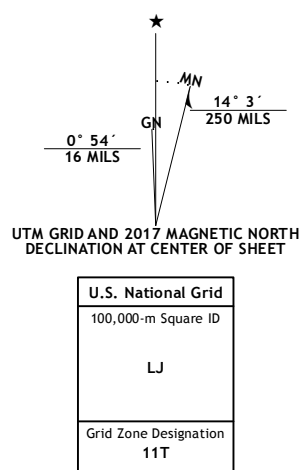 ★
MN
GN
14° 3´
250 MILS
0° 54´
16 MILS
UTM GRID AND 2017 MAGNETIC NORTH
DECLINATION AT CENTER OF SHEET
U.S. National Grid
100,000-m Square ID
LJ
Grid Zone Designation
11T